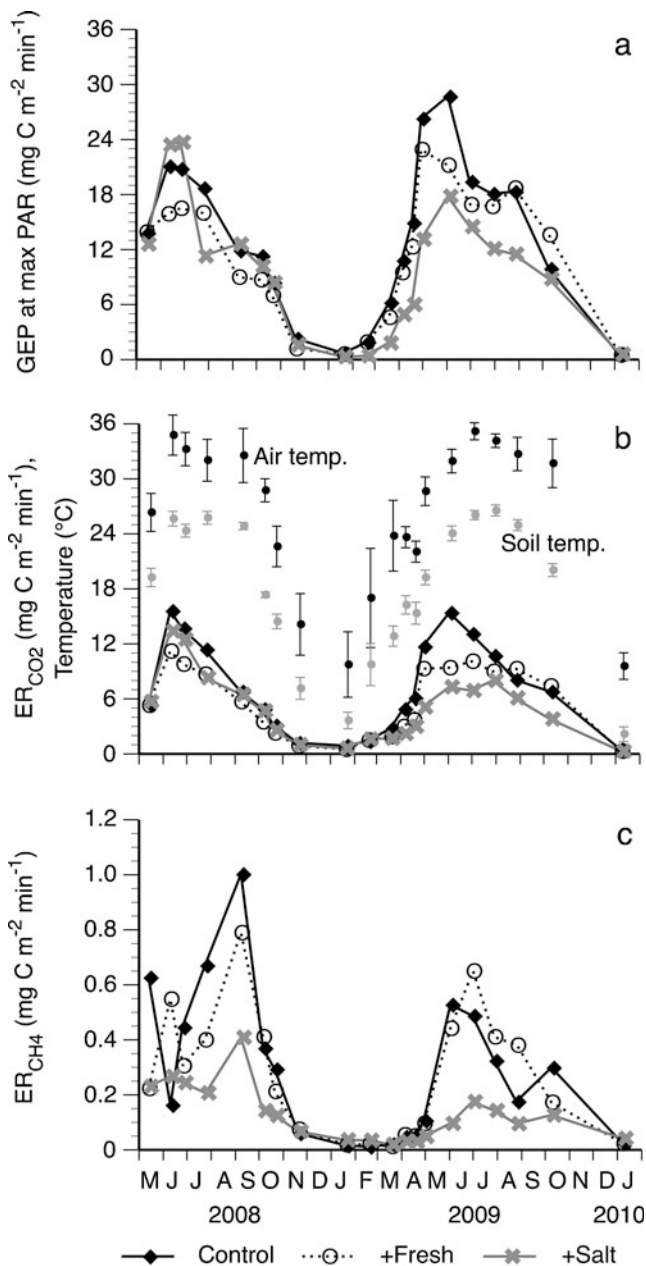 a
GEP at max PAR (mg C m⁻² min⁻¹)
36
30
24
18
12
6
0
b
ER_CO2 (mg C m⁻² min⁻¹),
Temperature (°C)
36
30
24
18
12
6
0
Air temp.
Soil temp.
c
ER_CH4 (mg C m⁻² min⁻¹)
1.2
1.0
0.8
0.6
0.4
0.2
0
M J J A S O N D J F M A M J J A S O N D J
2008 2009 2010
Control +Fresh +Salt